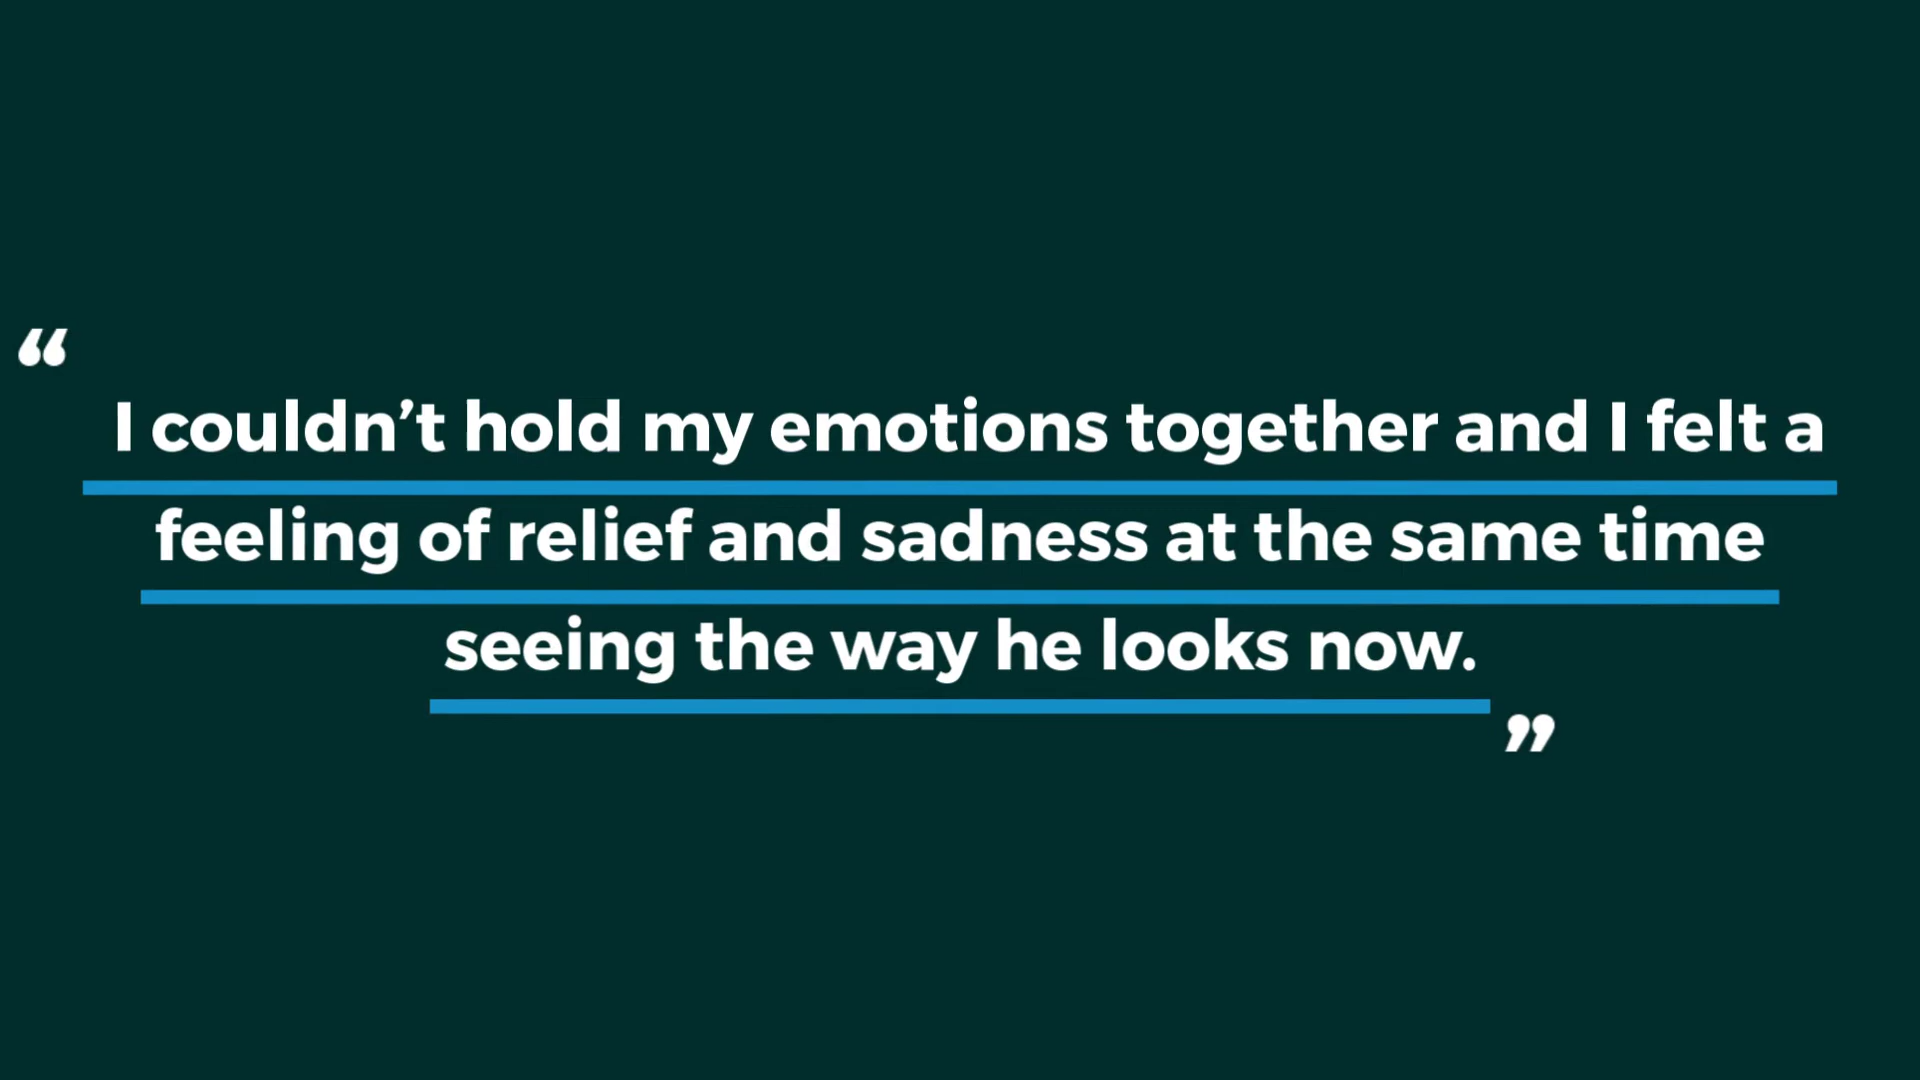 “
I couldn’t hold my emotions together and I felt a
feeling of relief and sadness at the same time
seeing the way he looks now.
”